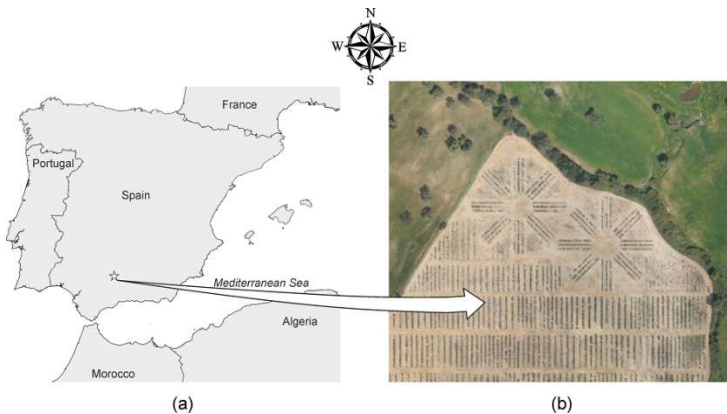 N
W E
S
France
Portugal
Spain
Mediterranean Sea
Algeria
Morocco
(a) (b)